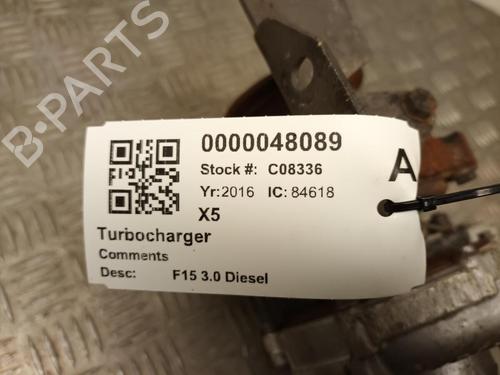 0000048089
Stock #: C08336
Yr:2016 IC: 84618
X5
Turbocharger
Comments
Desc: F15 3.0 Diesel
A
B-PARTS